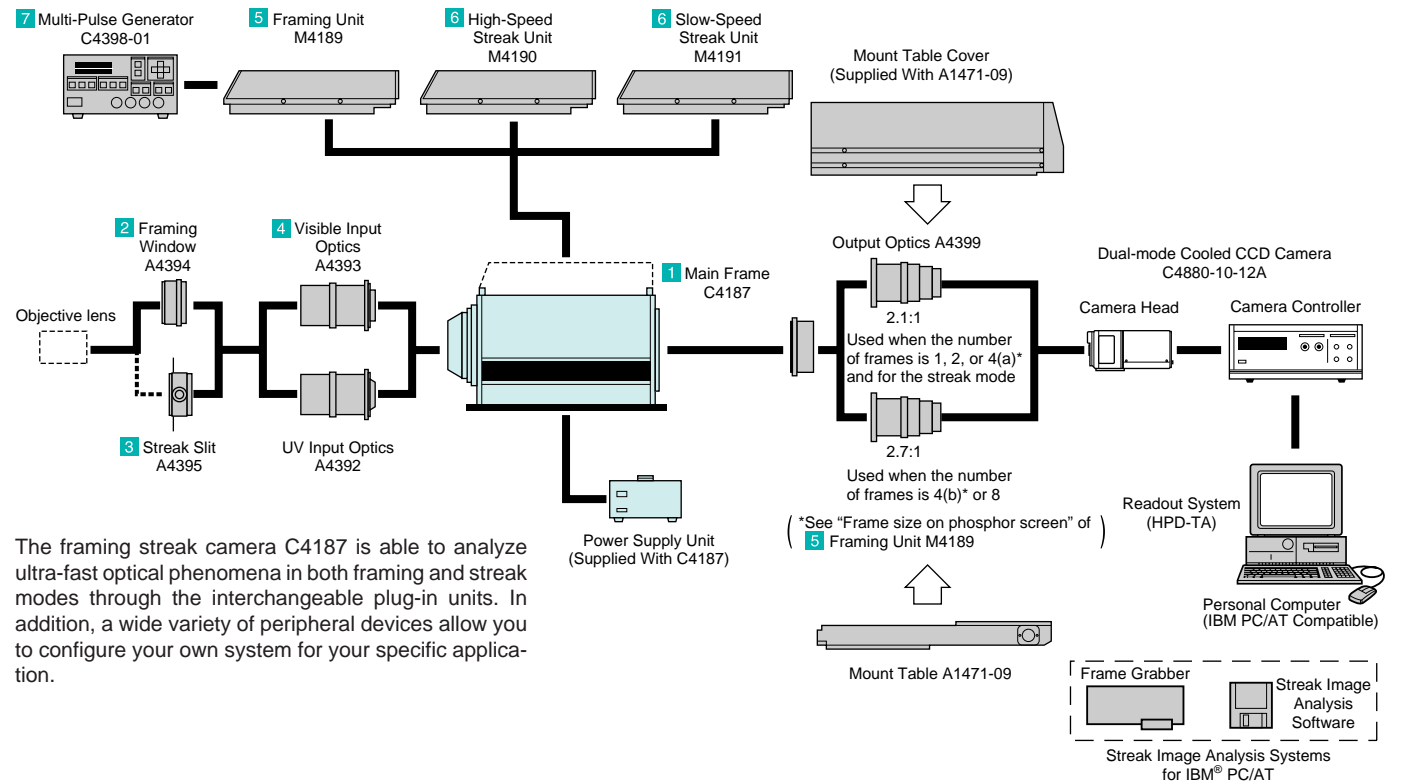 7 Multi-Pulse Generator
C4398-01
5 Framing Unit
M4189
6 High-Speed
Streak Unit
M4190
6 Slow-Speed
Streak Unit
M4191
Mount Table Cover
(Supplied With A1471-09)
2 Framing
Window
A4394
4 Visible Input
Optics
A4393
1 Main Frame
C4187
Output Optics A4399
Dual-mode Cooled CCD Camera
C4880-10-12A
Objective lens
Camera Head
Camera Controller
2.1:1
Used when the number
of frames is 1, 2, or 4(a)*
and for the streak mode
3 Streak Slit
A4395
UV Input Optics
A4392
2.7:1
Used when the number
of frames is 4(b)* or 8
(*See “Frame size on phosphor screen” of
5 Framing Unit M4189)
Power Supply Unit
(Supplied With C4187)
Readout System
(HPD-TA)
Personal Computer
(IBM PC/AT Compatible)
The framing streak camera C4187 is able to analyze
ultra-fast optical phenomena in both framing and streak
modes through the interchangeable plug-in units. In
addition, a wide variety of peripheral devices allow you
to configure your own system for your specific applica-
tion.
Mount Table A1471-09
Frame Grabber
Streak Image
Analysis
Software
Streak Image Analysis Systems
for IBM® PC/AT